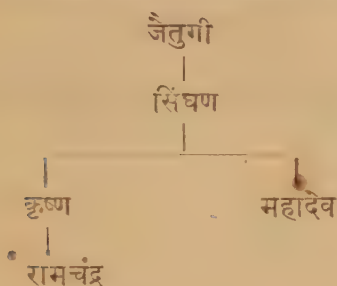 जैतुगी
सिंघण
कृष्ण महादेव
रामचंद्र